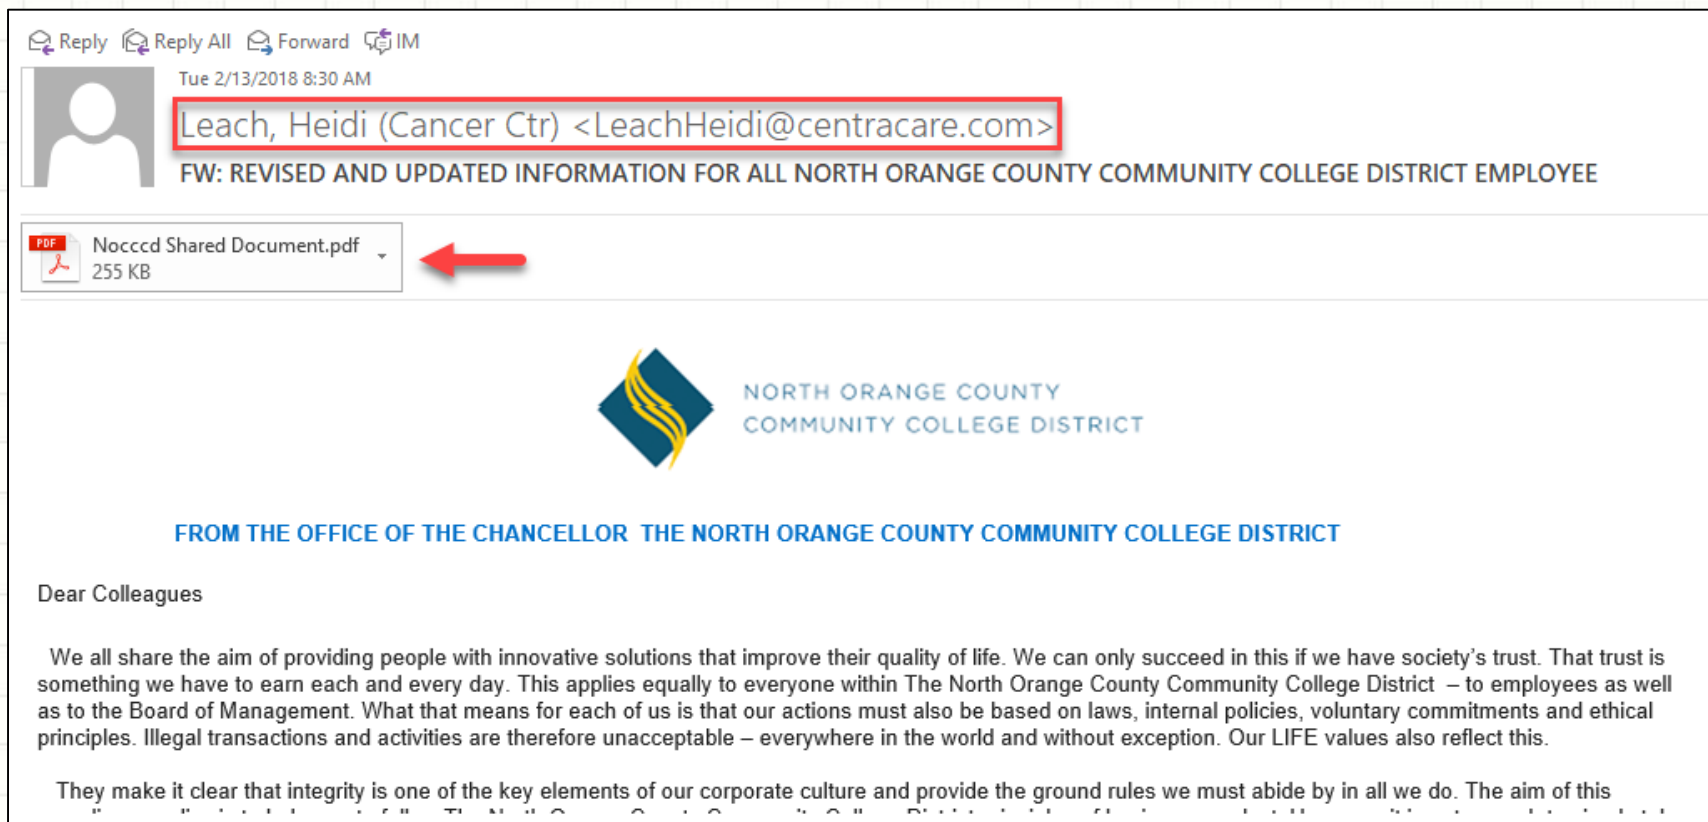 Reply Reply All Forward IM
Tue 2/13/2018 8:30 AM
Leach, Heidi (Cancer Ctr) <LeachHeidi@centracare.com>
FW: REVISED AND UPDATED INFORMATION FOR ALL NORTH ORANGE COUNTY COMMUNITY COLLEGE DISTRICT EMPLOYEE
PDF
Nocccd Shared Document.pdf
255 KB
NORTH ORANGE COUNTY
COMMUNITY COLLEGE DISTRICT
FROM THE OFFICE OF THE CHANCELLOR  THE NORTH ORANGE COUNTY COMMUNITY COLLEGE DISTRICT
Dear Colleagues
We all share the aim of providing people with innovative solutions that improve their quality of life. We can only succeed in this if we have society’s trust. That trust is
something we have to earn each and every day. This applies equally to everyone within The North Orange County Community College District – to employees as well
as to the Board of Management. What that means for each of us is that our actions must also be based on laws, internal policies, voluntary commitments and ethical
principles. Illegal transactions and activities are therefore unacceptable – everywhere in the world and without exception. Our LIFE values also reflect this.
They make it clear that integrity is one of the key elements of our corporate culture and provide the ground rules we must abide by in all we do. The aim of this